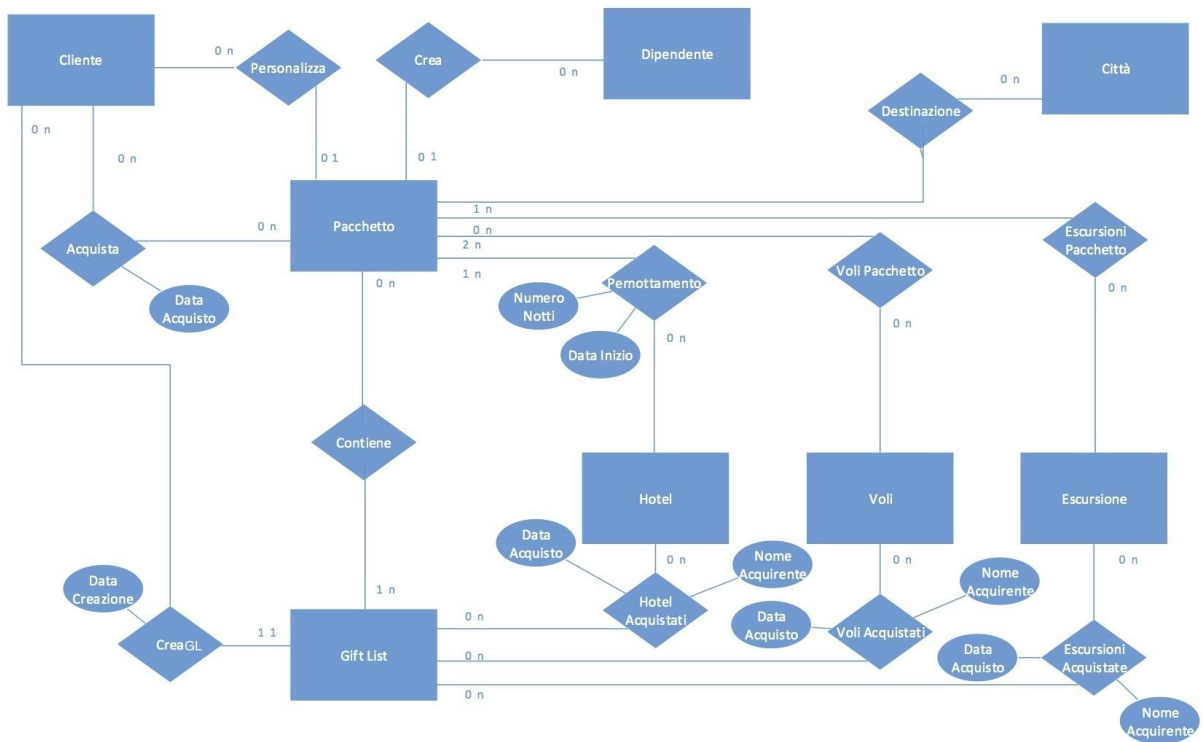 Cliente
0 n
Personalizza
Crea
0 n
Dipendente
Città
0 n
Destinazione
0 n
0 n
0 1
0 1
Pacchetto
Acquista
0 n
Data
Acquisto
1 n
0 n
2 n
1 n
0 n
Escursioni
Pacchetto
Voli Pacchetto
Pernottamento
Numero
Notti
Data Inizio
0 n
0 n
0 n
Contiene
Hotel
Voli
Escursione
Data
Acquisto
0 n
Nome
Acquirente
0 n
Nome
Acquirente
0 n
Data
Creazione
1 n
Hotel
Acquistati
0 n
Data
Acquisto
Voli Acquistati
CreaGL
1 1
Gift List
0 n
Data
Acquisto
Escursioni
Acquistate
0 n
Nome
Acquirente